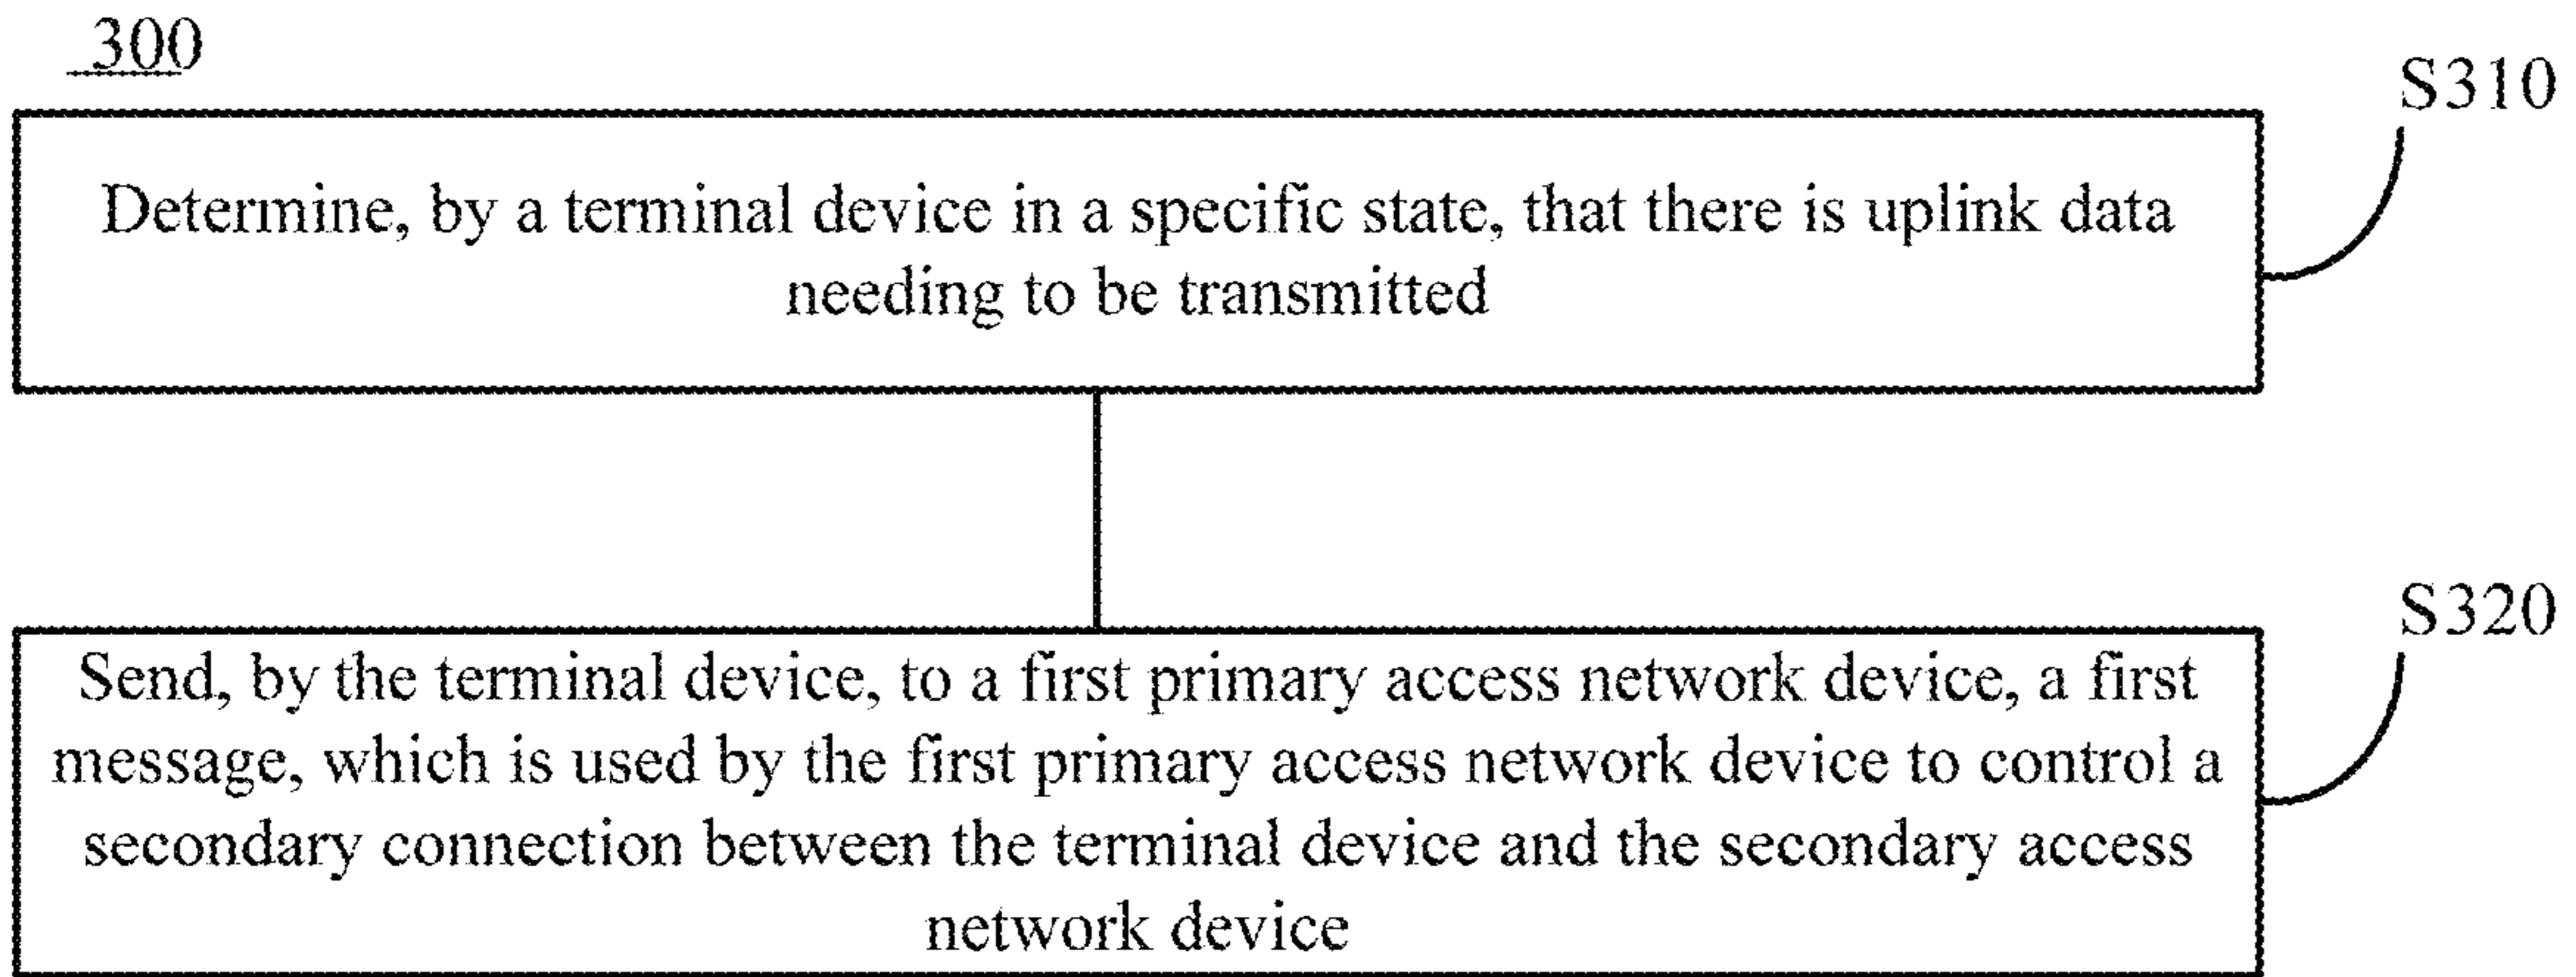 300
S310
Determine, by a terminal device in a specific state, that there is uplink data
needing to be transmitted
S320
Send, by the terminal device, to a first primary access network device, a first
message, which is used by the first primary access network device to control a
secondary connection between the terminal device and the secondary access
network device